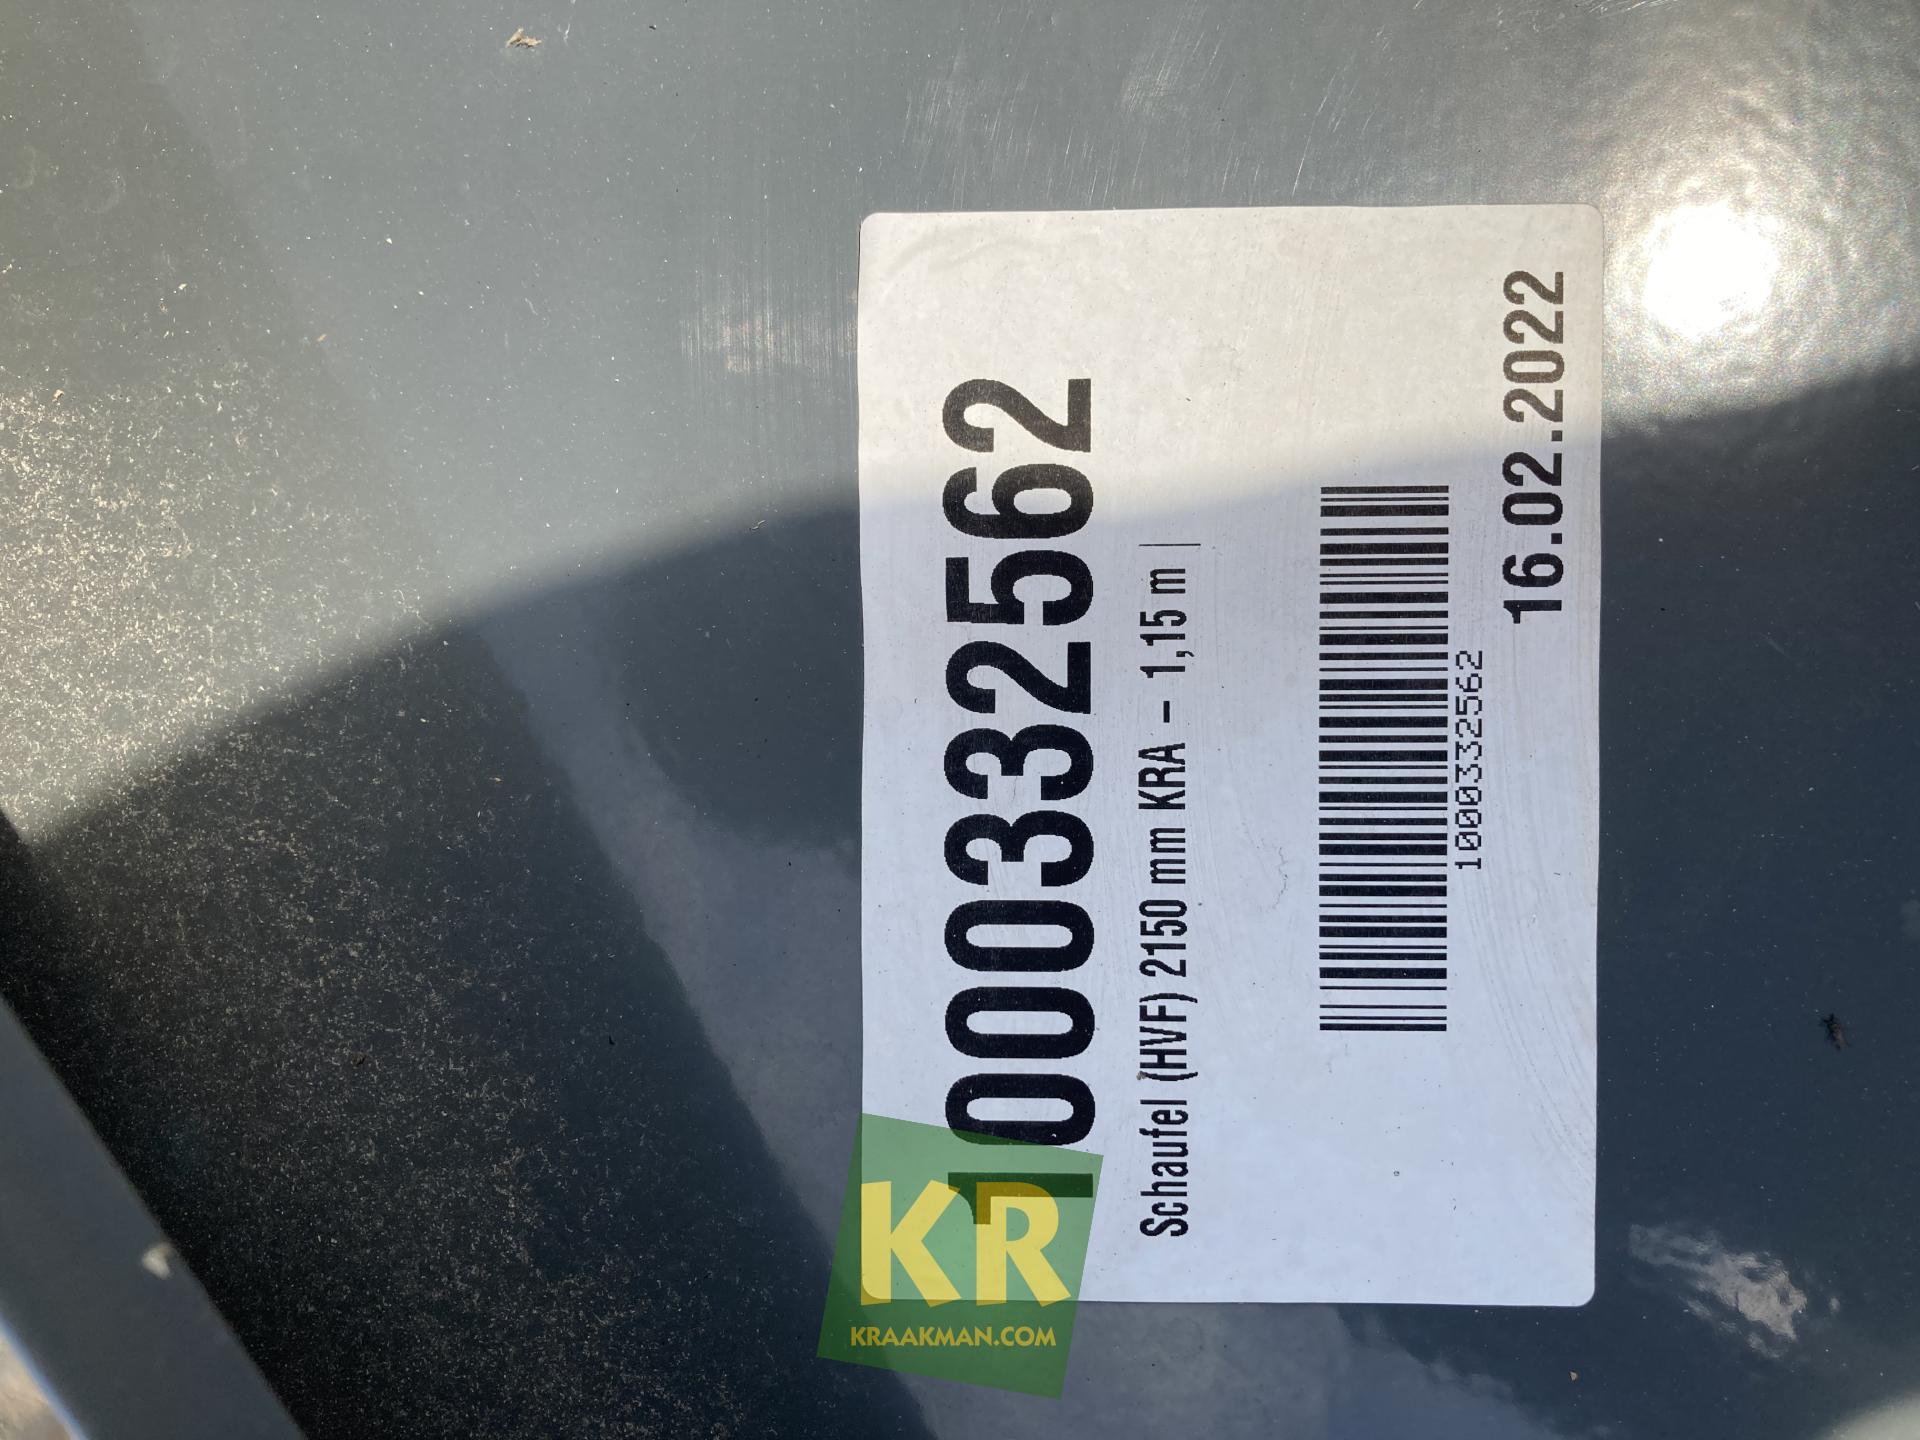 1000332562
Schaufel (HVF) 2150 mm KRA – 1,15 m |
1000332562
16.02.2022
KR
KRAAKMAN.COM